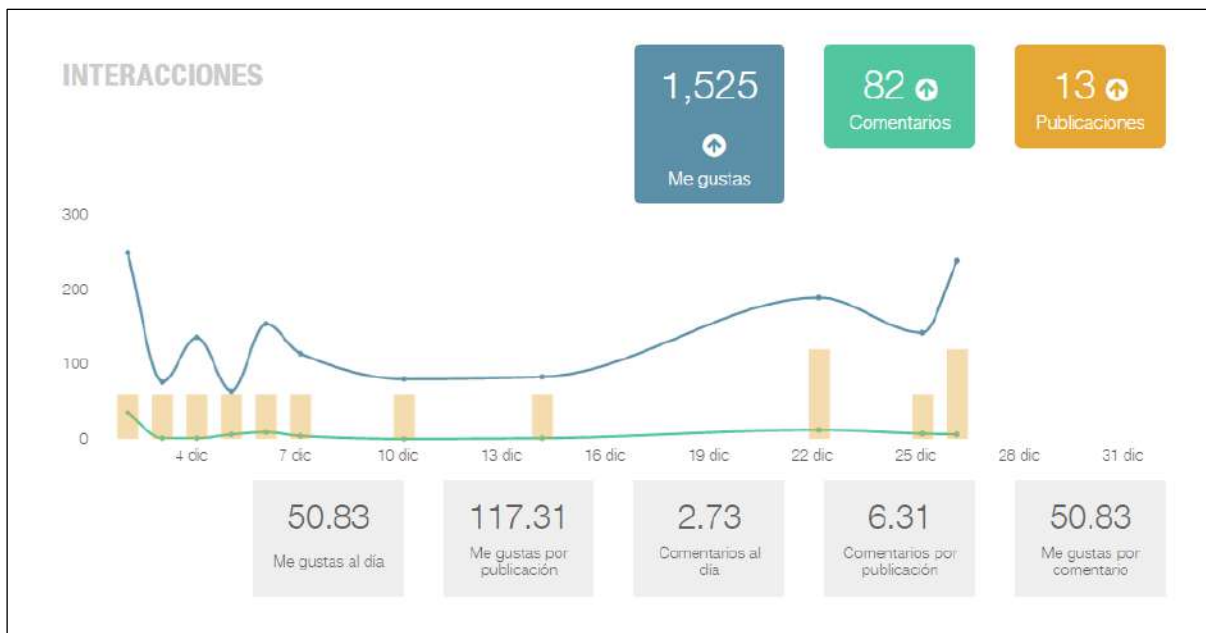 INTERACCIONES
1,525
Me gustas
82
Comentarios
13
Publicaciones
300
200
100
0
4 dic
7 dic
10 dic
13 dic
16 dic
19 dic
22 dic
25 dic
28 dic
31 dic
50.83
Me gustas al día
117.31
Me gustas por
publicación
2.73
Comentarios al
día
6.31
Comentarios por
publicación
50.83
Me gustas por
comentario